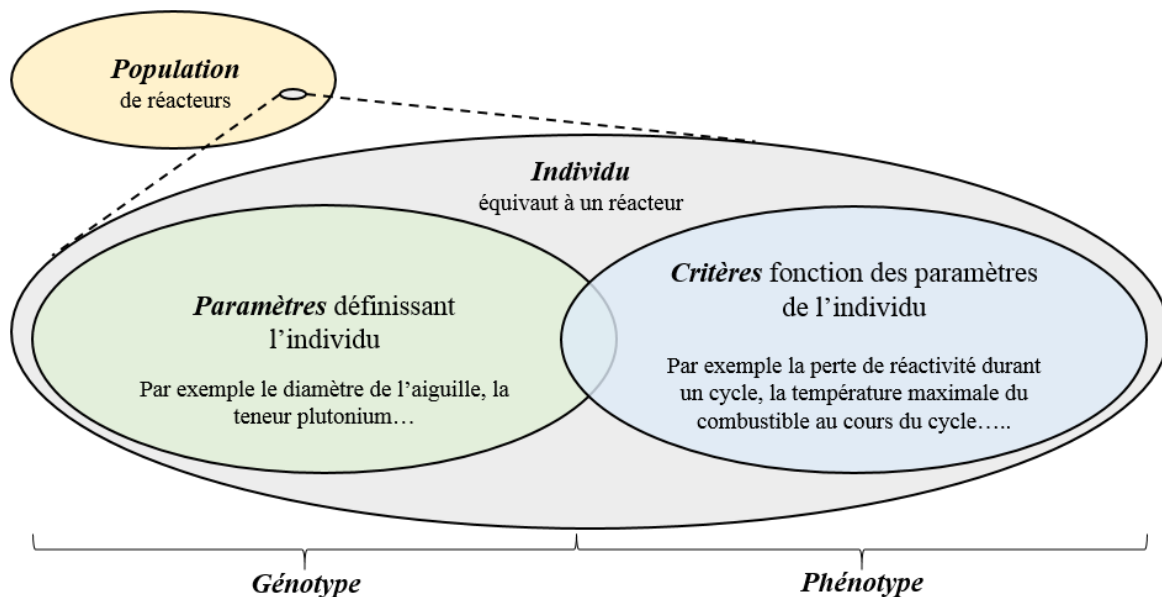 Population
de réacteurs
Individu
équivaut à un réacteur
Paramètres définissant
l’individu
Par exemple le diamètre de l’aiguille, la
teneur plutonium…
Critères fonction des paramètres
de l’individu
Par exemple la perte de réactivité durant
un cycle, la température maximale du
combustible au cours du cycle…..
Génotype
Phénotype